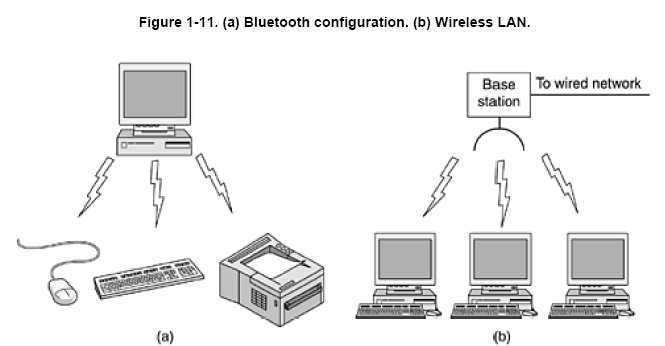 Figure 1-11. (a) Bluetooth configuration. (b) Wireless LAN.
Base
station
To wired network
(a)
(b)